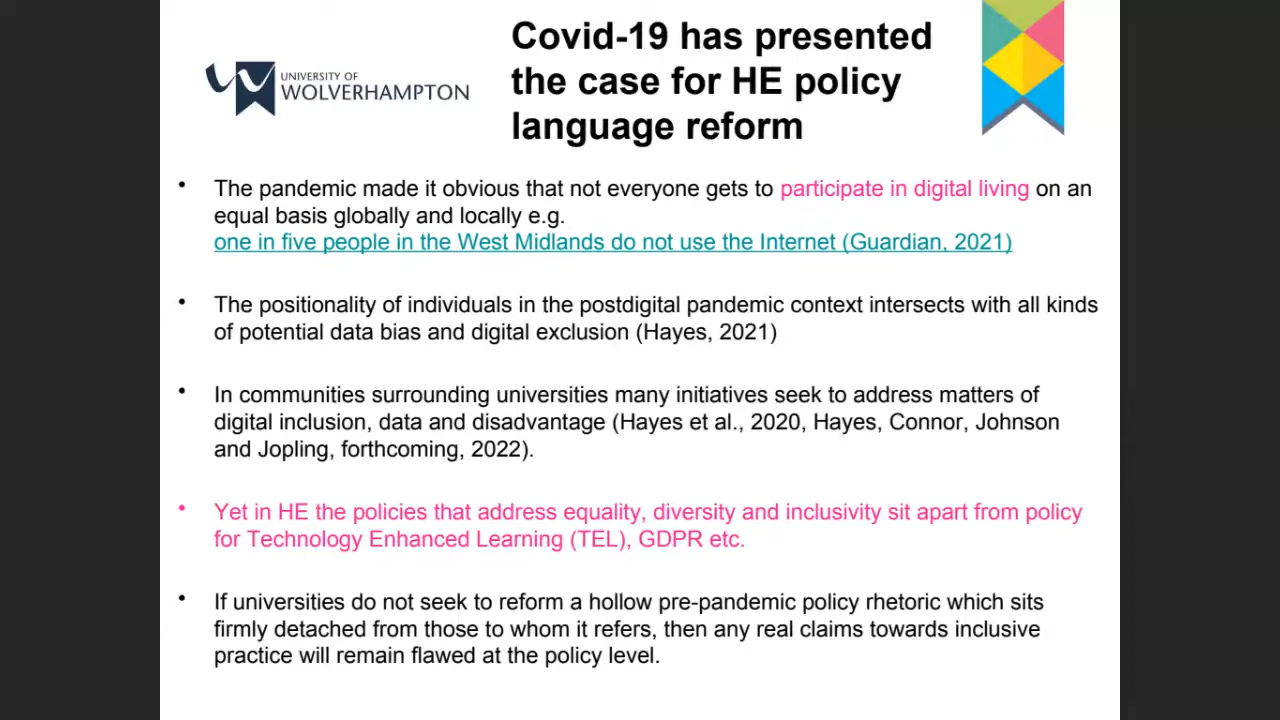 UNIVERSITY OF
WOLVERHAMPTON
Covid-19 has presented
the case for HE policy
language reform
• The pandemic made it obvious that not everyone gets to participate in digital living on an
equal basis globally and locally e.g.
one in five people in the West Midlands do not use the Internet (Guardian, 2021)
• The positionality of individuals in the postdigital pandemic context intersects with all kinds
of potential data bias and digital exclusion (Hayes, 2021)
• In communities surrounding universities many initiatives seek to address matters of
digital inclusion, data and disadvantage (Hayes et al., 2020, Hayes, Connor, Johnson
and Jopling, forthcoming, 2022).
• Yet in HE the policies that address equality, diversity and inclusivity sit apart from policy
for Technology Enhanced Learning (TEL), GDPR etc.
• If universities do not seek to reform a hollow pre-pandemic policy rhetoric which sits
firmly detached from those to whom it refers, then any real claims towards inclusive
practice will remain flawed at the policy level.